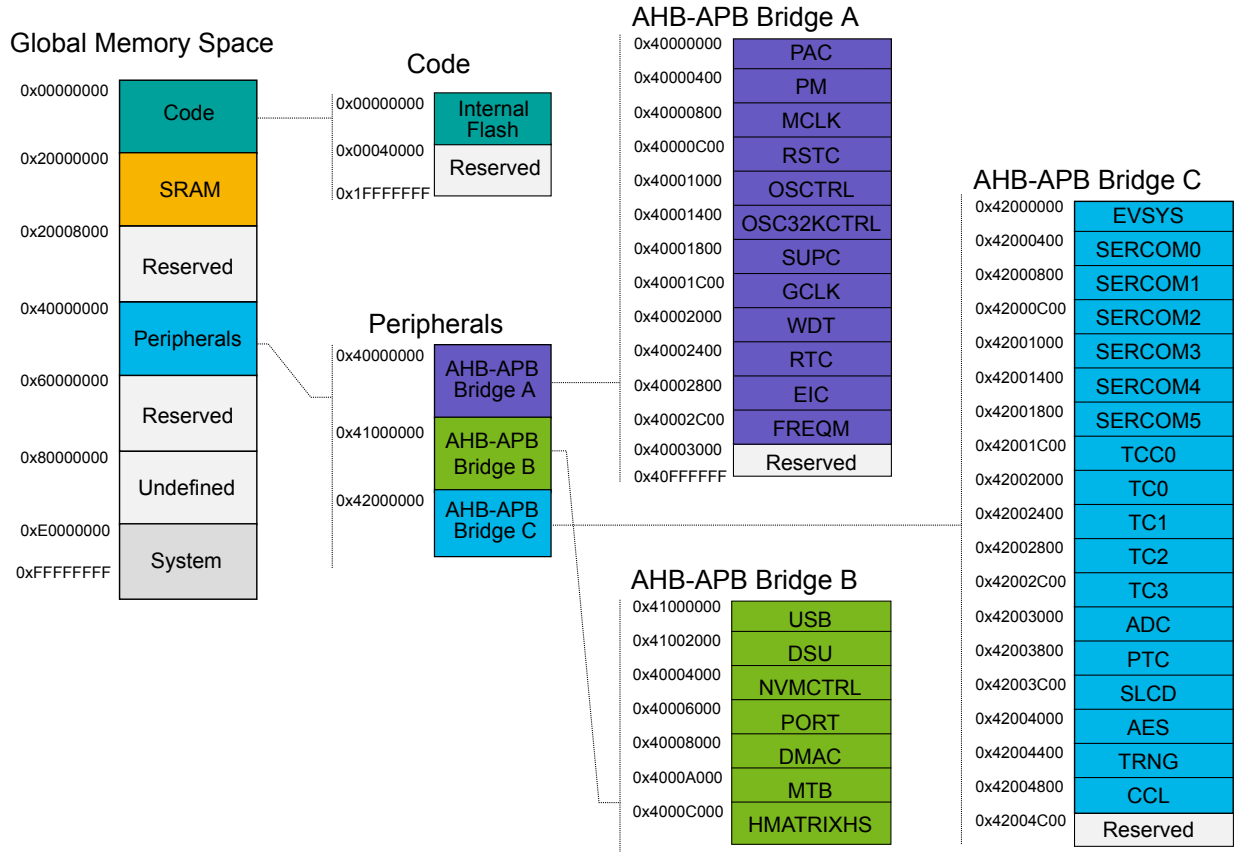 Global Memory Space
0x00000000
Code
0x20000000
SRAM
0x20008000
Reserved
0x40000000
Peripherals
0x60000000
Reserved
0x80000000
Undefined
0xE0000000
System
0xFFFFFFFF
Code
0x00000000
Internal
Flash
0x00040000
Reserved
0x1FFFFFFF
Peripherals
0x40000000
AHB-APB
Bridge A
0x41000000
AHB-APB
Bridge B
0x42000000
AHB-APB
Bridge C
AHB-APB Bridge A
0x40000000
PAC
0x40000400
PM
0x40000800
MCLK
0x40000C00
RSTC
0x40001000
OSCTRL
0x40001400
OSC32KCTRL
0x40001800
SUPC
0x40001C00
GCLK
0x40002000
WDT
0x40002400
RTC
0x40002800
EIC
0x40002C00
FREQM
0x40003000
Reserved
0x40FFFFFF
AHB-APB Bridge B
0x41000000
USB
0x41002000
DSU
0x40004000
NVMCTRL
0x40006000
PORT
0x40008000
DMAC
0x4000A000
MTB
0x4000C000
HMATRIXHS
AHB-APB Bridge C
0x42000000
EVSYS
0x42000400
SERCOM0
0x42000800
SERCOM1
0x42000C00
SERCOM2
0x42001000
SERCOM3
0x42001400
SERCOM4
0x42001800
SERCOM5
0x42001C00
TCC0
0x42002000
TC0
0x42002400
TC1
0x42002800
TC2
0x42002C00
TC3
0x42003000
ADC
0x42003800
PTC
0x42003C00
SLCD
0x42004000
AES
0x42004400
TRNG
0x42004800
CCL
0x42004C00
Reserved